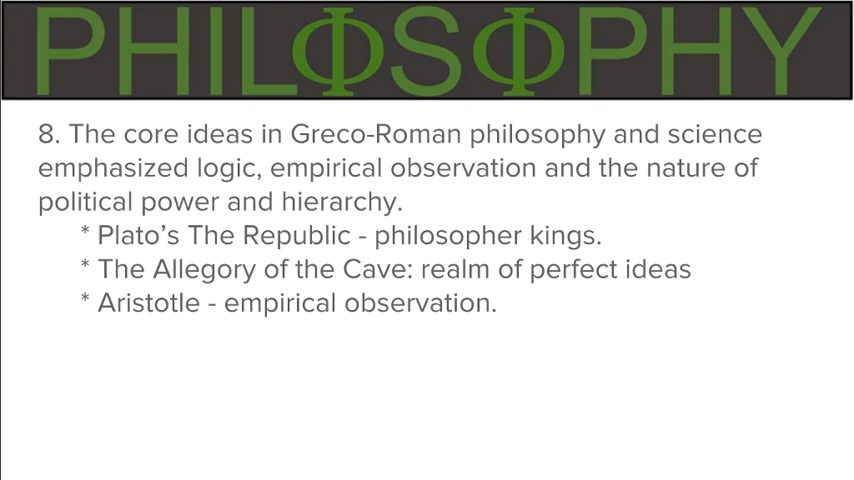 PHILΦSΦPHY
8. The core ideas in Greco-Roman philosophy and science
emphasized logic, empirical observation and the nature of
political power and hierarchy.
* Plato’s The Republic - philosopher kings.
* The Allegory of the Cave: realm of perfect ideas
* Aristotle - empirical observation.